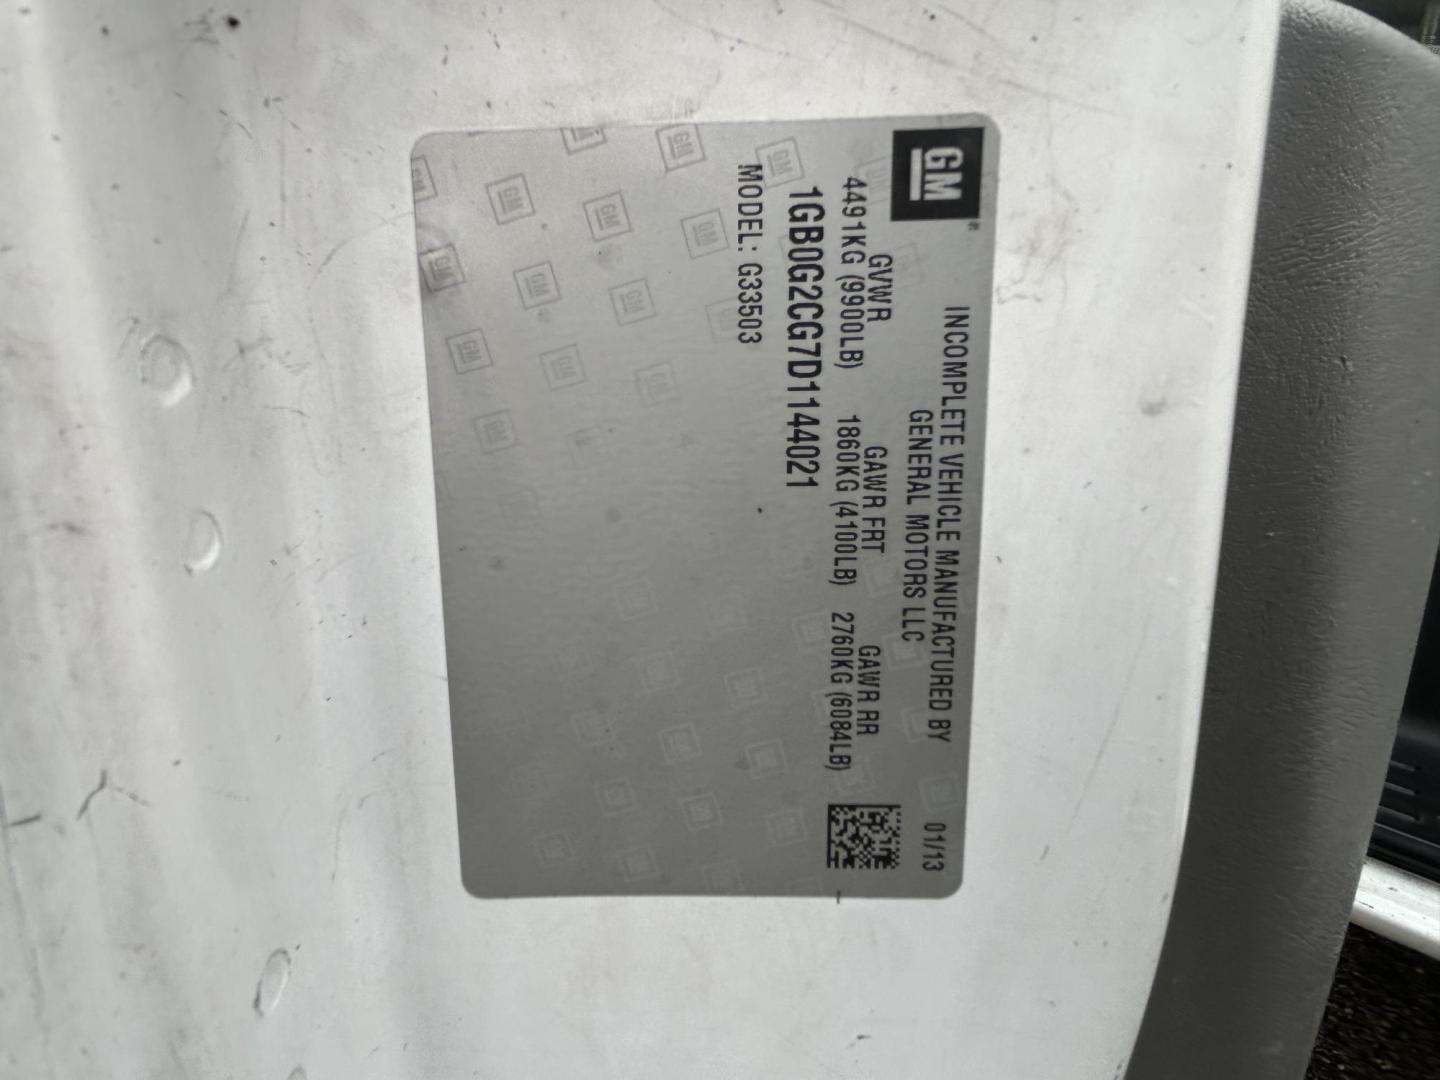 GM
INCOMPLETE VEHICLE MANUFACTURED BY 01/13
GENERAL MOTORS LLC
GVWR GAWR FRT GAWR RR
4491KG (9900LB) 1860KG (4100LB) 2760KG (6084LB)
1GB0G2CG7D1144021
MODEL: G33503